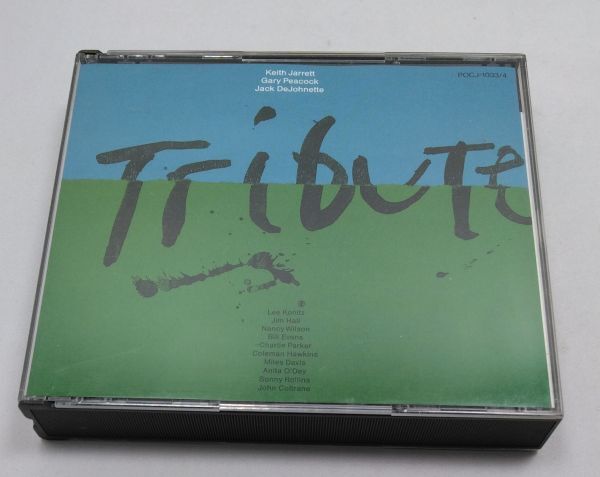 Keith Jarrett
Gary Peacock
Jack DeJohnette
POCJ-1003/4
Tribute
Lee Konitz
Jim Hall
Nancy Wilson
Bill Evans
Charlie Parker
Coleman Hawkins
Miles Davis
Anita O'Day
Sonny Rollins
John Coltrane